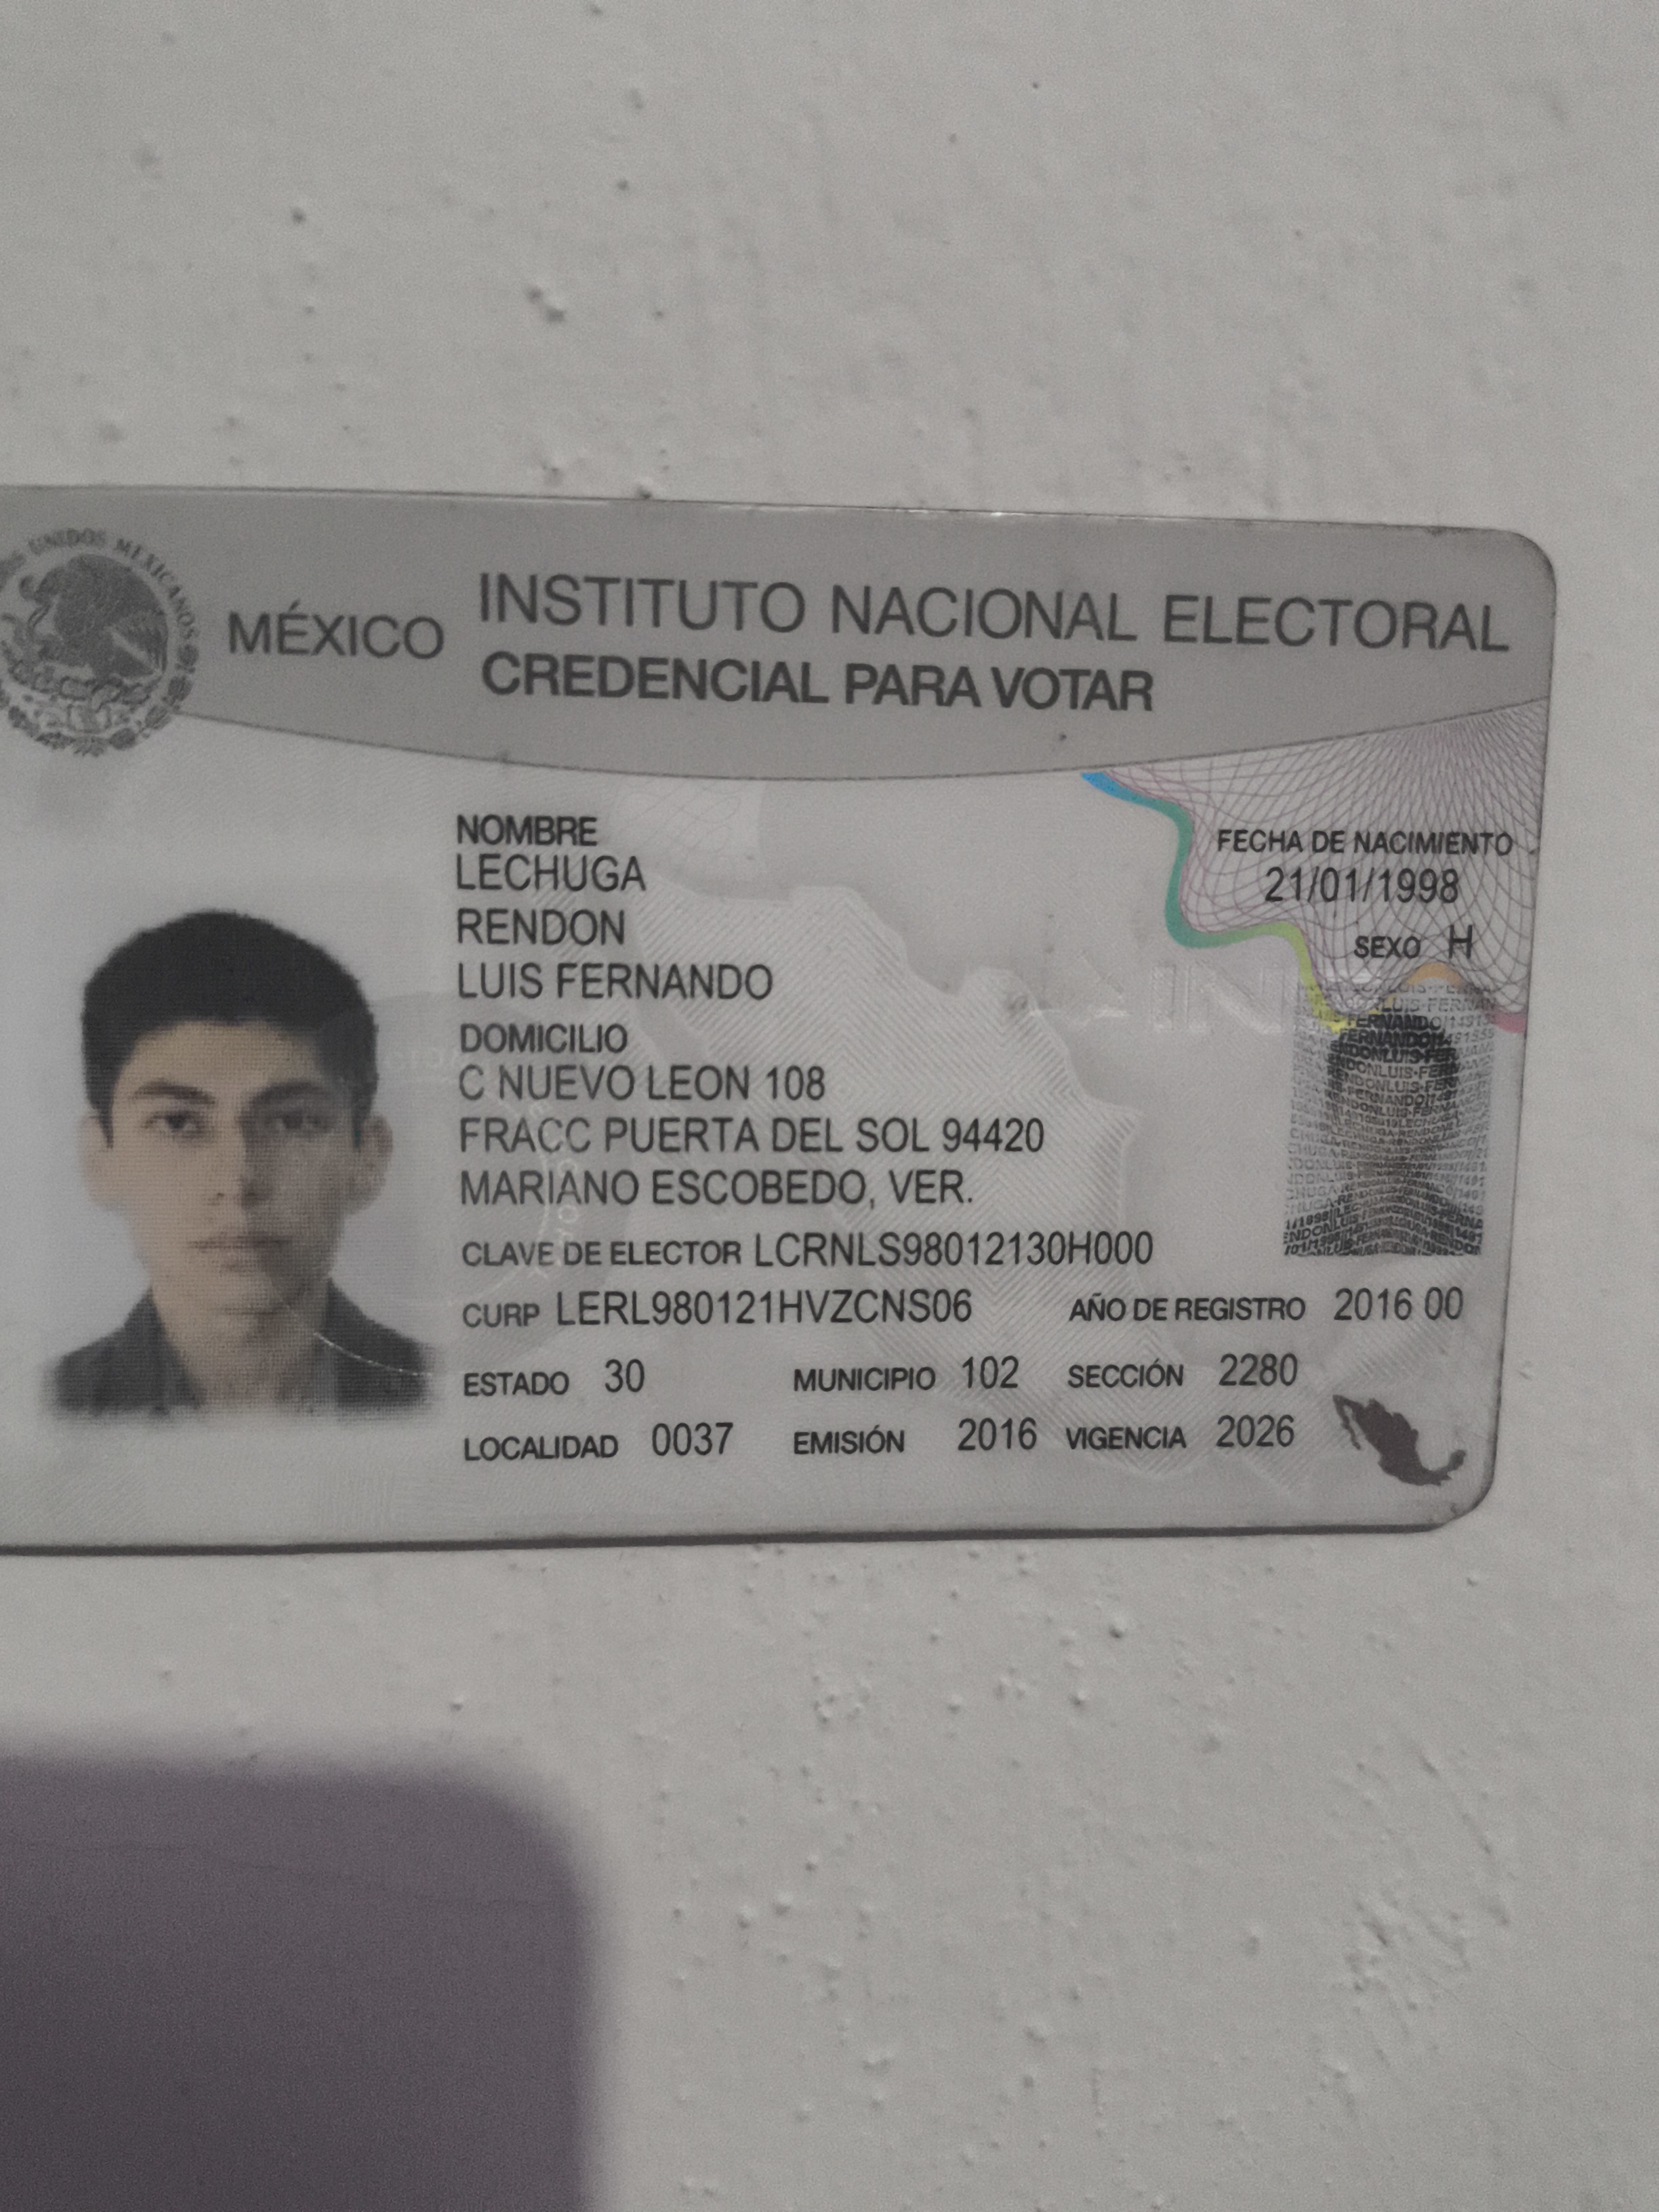 UNIDOS MEXICANOS
MÉXICO
INSTITUTO NACIONAL ELECTORAL
CREDENCIAL PARA VOTAR
NOMBRE
LECHUGA
RENDON
LUIS FERNANDO
DOMICILIO
C NUEVO LEON 108
FRACC PUERTA DEL SOL 94420
MARIANO ESCOBEDO, VER.
CLAVE DE ELECTOR LCRNLS98012130H000
CURP LERL980121HVZCNS06
AÑO DE REGISTRO 2016 00
ESTADO 30 MUNICIPIO 102 SECCIÓN 2280
LOCALIDAD 0037 EMISIÓN 2016 VIGENCIA 2026
FECHA DE NACIMIENTO
21/01/1998
SEXO H